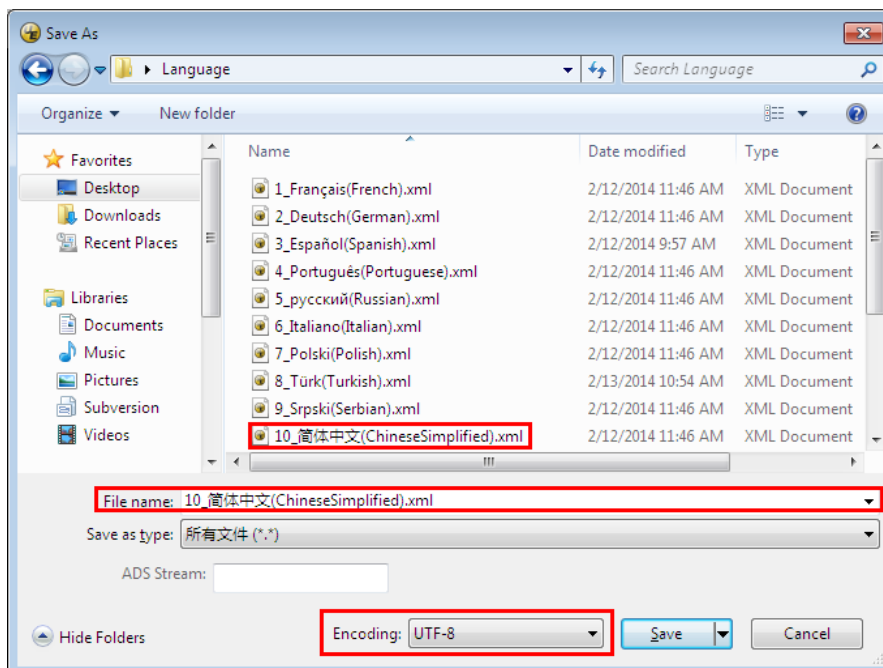 Save As
Language
Search Language
Organize
New folder
Name
Date modified
Type
Favorites
Desktop
Downloads
Recent Places
Libraries
Documents
Music
Pictures
Subversion
Videos
1_Français(French).xml 2/12/2014 11:46 AM XML Document
2_Deutsch(German).xml 2/12/2014 11:46 AM XML Document
3_Español(Spanish).xml 2/12/2014 9:57 AM XML Document
4_Português(Portuguese).xml 2/12/2014 11:46 AM XML Document
5_русский(Russian).xml 2/12/2014 11:46 AM XML Document
6_Italiano(Italian).xml 2/12/2014 11:46 AM XML Document
7_Polski(Polish).xml 2/12/2014 11:46 AM XML Document
8_Türk(Turkish).xml 2/13/2014 10:54 AM XML Document
9_Srpski(Serbian).xml 2/12/2014 11:46 AM XML Document
10_简体中文(ChineseSimplified).xml 2/12/2014 11:46 AM XML Document
File name: 10_简体中文(ChineseSimplified).xml
Save as type: 所有文件 (*.*)
ADS Stream:
Hide Folders
Encoding: UTF-8
Save
Cancel